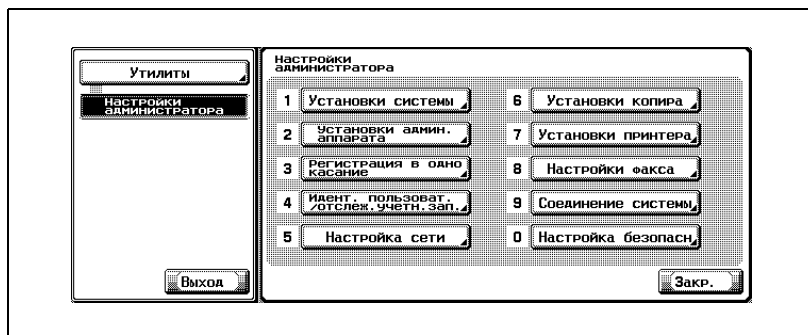 Утилиты
Настройки
администратора
Выход
Настройки
администратора
1 Установки системы
2 Установки админ.
аппарата
3 Регистрация в одно
касание
4 Идент. пользоват.
/отслеж.учетн.зап.
5 Настройка сети
6 Установки копира
7 Установки принтера
8 Настройки факса
9 Соединение системы
0 Настройка безопасн
Закр.